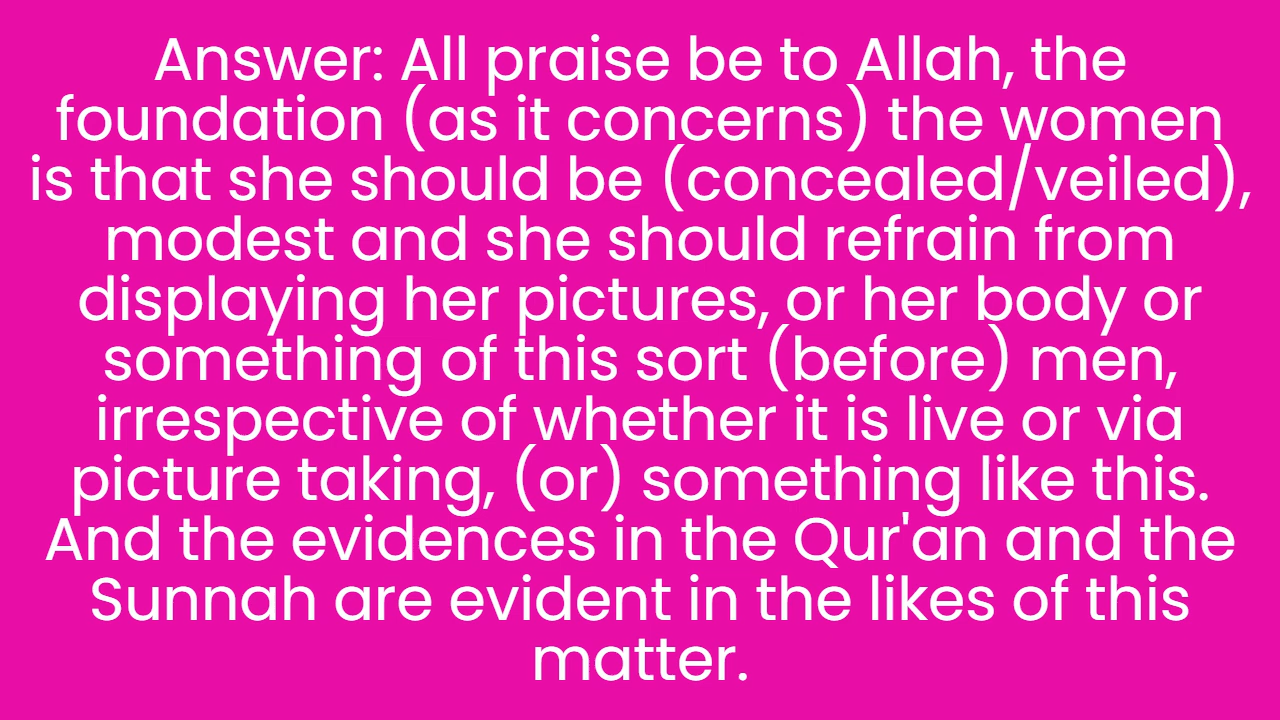 Answer: All praise be to Allah, the
foundation (as it concerns) the women
is that she should be (concealed/veiled),
modest and she should refrain from
displaying her pictures, or her body or
something of this sort (before) men,
irrespective of whether it is live or via
picture taking, (or) something like this.
And the evidences in the Qur'an and the
Sunnah are evident in the likes of this
matter.